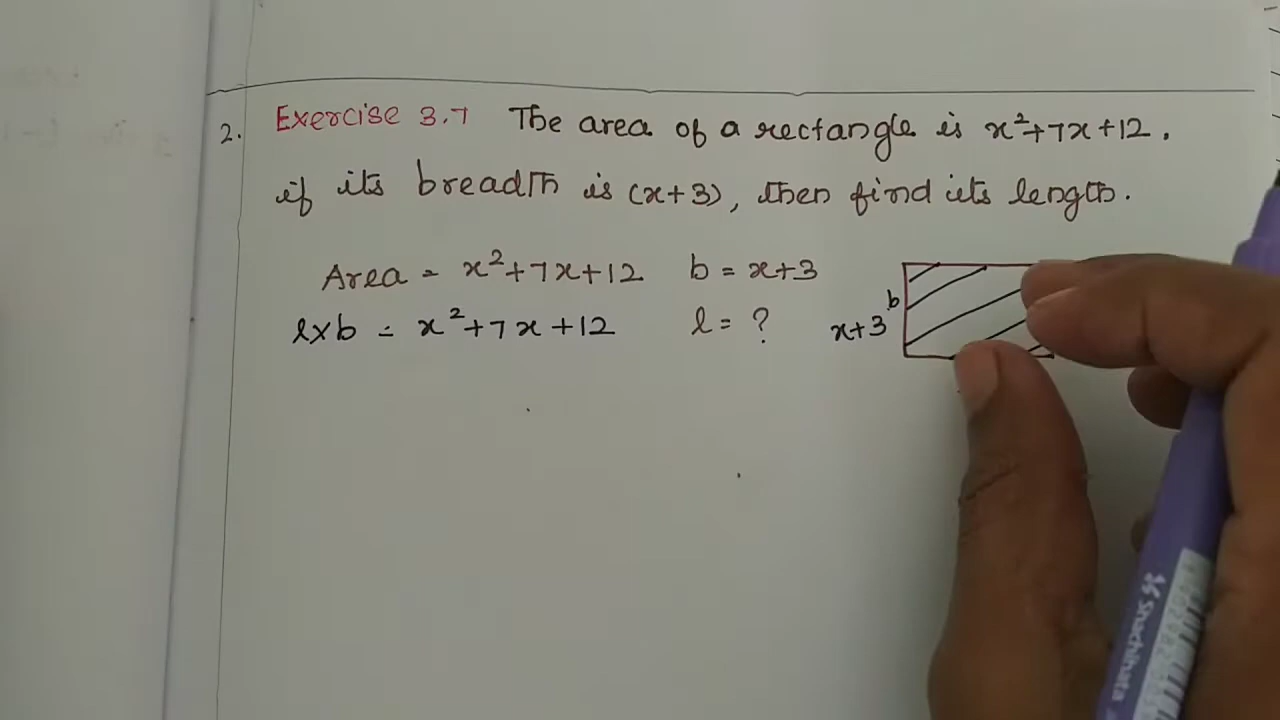 2. Exercise 3.7 The area of a rectangle is x²+7x+12.
if its breadth is (x+3), then find its length.
Area = x²+7x+12 b = x+3
l×b = x²+7x+12 l = ?
b
x+3
Shachihata